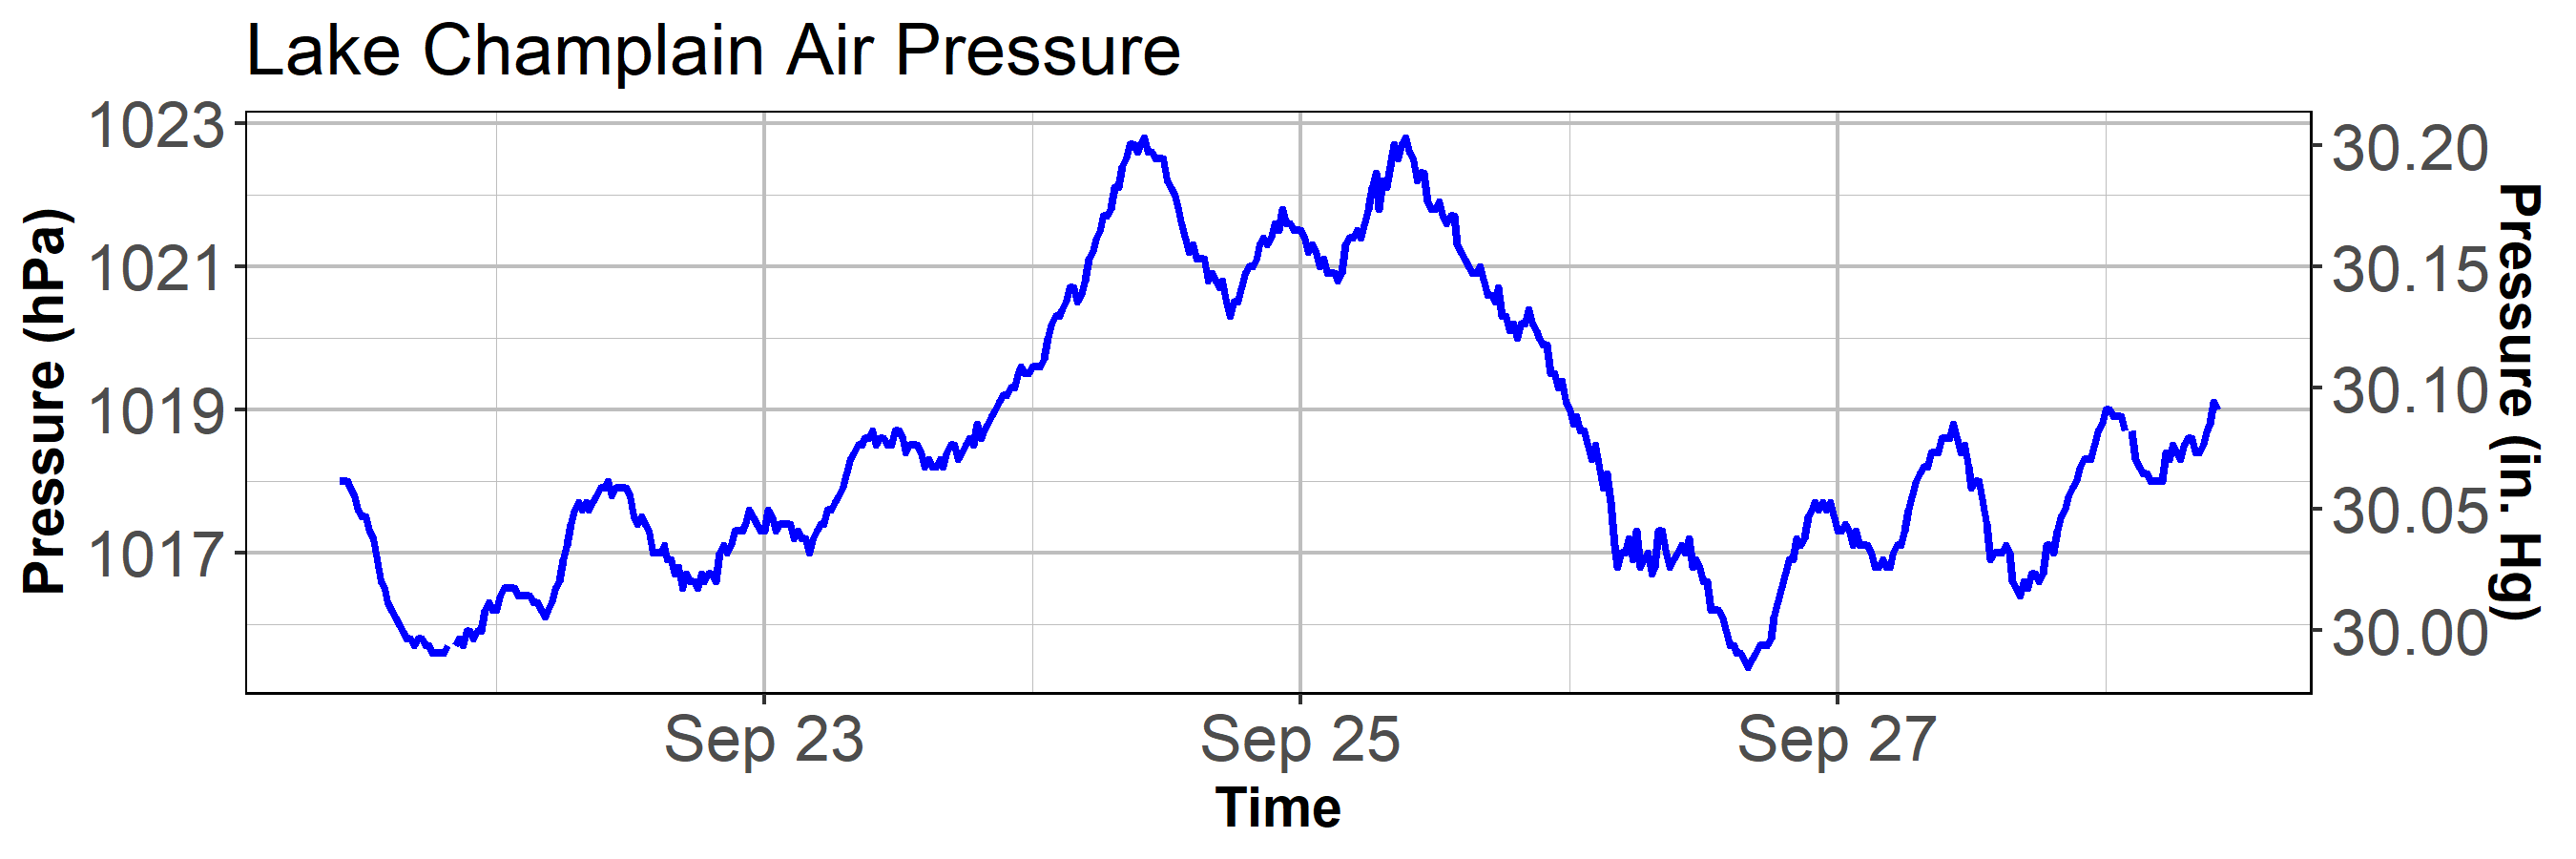 Lake Champlain Air Pressure
1023
1021
1019
1017
Pressure (hPa)
30.20
30.15
30.10
30.05
30.00
Pressure (in. Hg)
Sep 23
Sep 25
Sep 27
Time